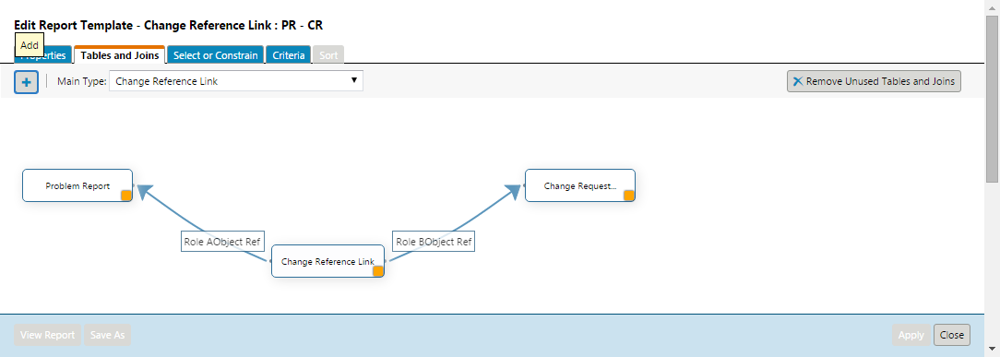 Edit Report Template - Change Reference Link : PR - CR
Add
Properties Tables and Joins Select or Constrain Criteria Sort
+ Main Type: Change Reference Link Remove Unused Tables and Joins
Problem Report Change Request...
Role AObject Ref Role BObject Ref
Change Reference Link
View Report Save As Apply Close